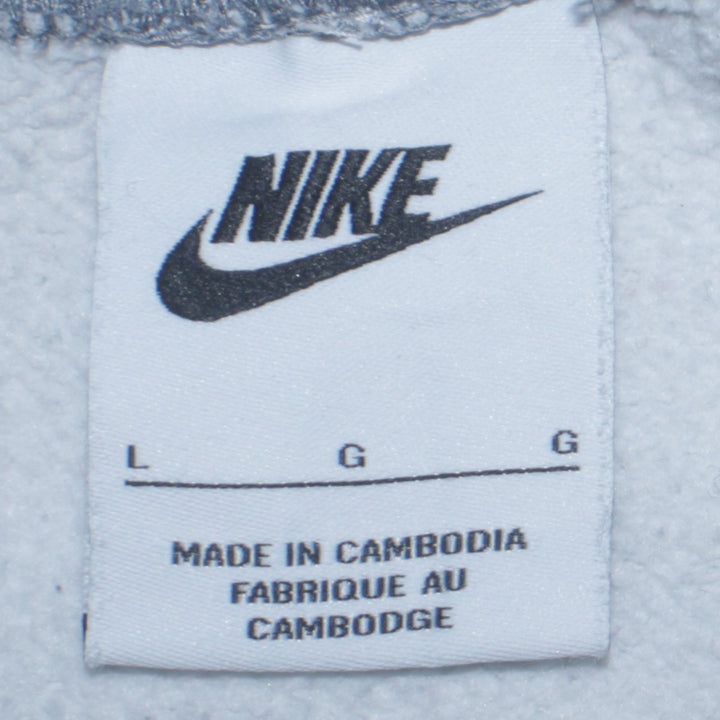 NIKE
L G G
MADE IN CAMBODIA
FABRIQUE AU
CAMBODGE